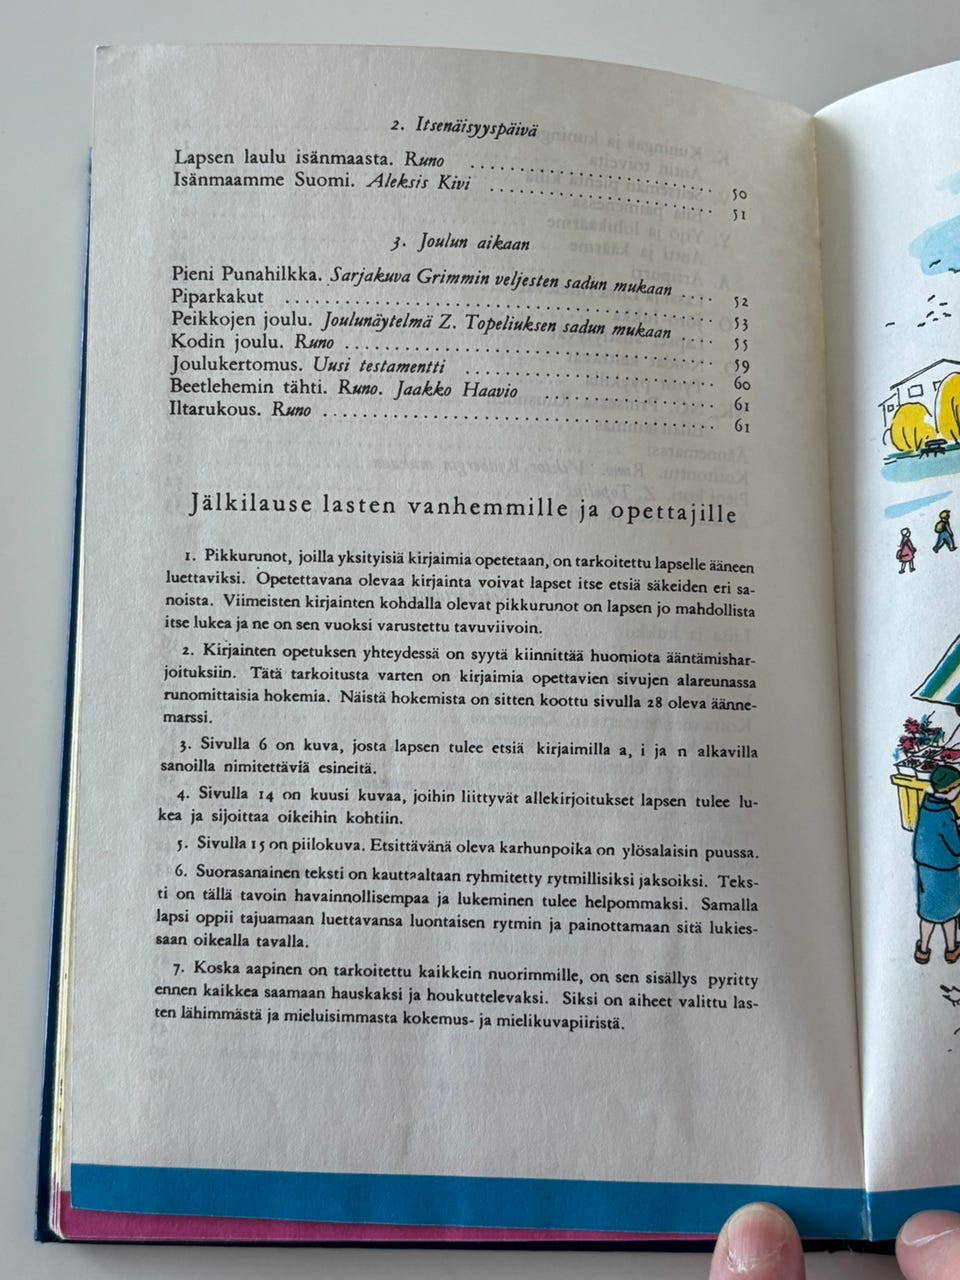 2. Itsenäisyyspäivä
Lapsen laulu isänmaasta. Runo . . . . . . . . . . . . . . . . . . . . 50
Isänmaamme Suomi. Aleksis Kivi . . . . . . . . . . . . . . . . . . . . 51
3. Joulun aikaan
Pieni Punahilkka. Sarjakuva Grimmin veljesten sadun mukaan . . . . 52
Piparkakut . . . . . . . . . . . . . . . . . . . . 53
Peikkojen joulu. Joulunäytelmä Z. Topeliuksen sadun mukaan . . . . 55
Kodin joulu. Runo . . . . . . . . . . . . . . . . . . . . 59
Joulukertomus. Uusi testamentti . . . . . . . . . . . . . . . . . . . . 60
Beetlehemin tähti. Runo. Jaakko Haavio . . . . . . . . . . . . . . 61
Iltarukous. Runo . . . . . . . . . . . . . . . . . . . . 61
Jälkilause lasten vanhemmille ja opettajille
1. Pikkurunot, joilla yksityisiä kirjaimia opetetaan, on tarkoitettu lapselle ääneen
luettaviksi. Opetettavana olevaa kirjainta voivat lapset itse etsiä säkeiden eri sa-
noista. Viimeisten kirjainten kohdalla olevat pikkurunot on lapsen jo mahdollista
itse lukea ja ne on sen vuoksi varustettu tavuviivoin.
2. Kirjainten opetuksen yhteydessä on syytä kiinnittää huomiota ääntämishar-
joituksiin. Tätä tarkoitusta varten on kirjaimia opettavien sivujen alareunassa
runomittaisia hokemia. Näistä hokemista on sitten koottu sivulla 28 oleva äänne-
marssi.
3. Sivulla 6 on kuva, josta lapsen tulee etsiä kirjaimilla a, i ja n alkavilla
sanoilla nimitettäviä esineitä.
4. Sivulla 14 on kuusi kuvaa, joihin liittyvät allekirjoitukset lapsen tulee lu-
kea ja sijoittaa oikeihin kohtiin.
5. Sivulla 15 on piilokuva. Etsittävänä oleva karhunpoika on ylösalaisin puussa.
6. Suorasanainen teksti on kauttaaltaan ryhmitetty rytmillisiksi jaksoiksi. Teks-
ti on tällä tavoin havainnollisempaa ja lukeminen tulee helpommaksi. Samalla
lapsi oppii tajuamaan luettavansa luontaisen rytmin ja painottamaan sitä lukies-
saan oikealla tavalla.
7. Koska aapinen on tarkoitettu kaikkein nuorimmille, on sen sisällys pyritty
ennen kaikkea saamaan hauskaksi ja houkuttelevaksi. Siksi on aiheet valittu las-
ten lähimmästä ja mieluisimmasta kokemus- ja mielikuvapiiristä.